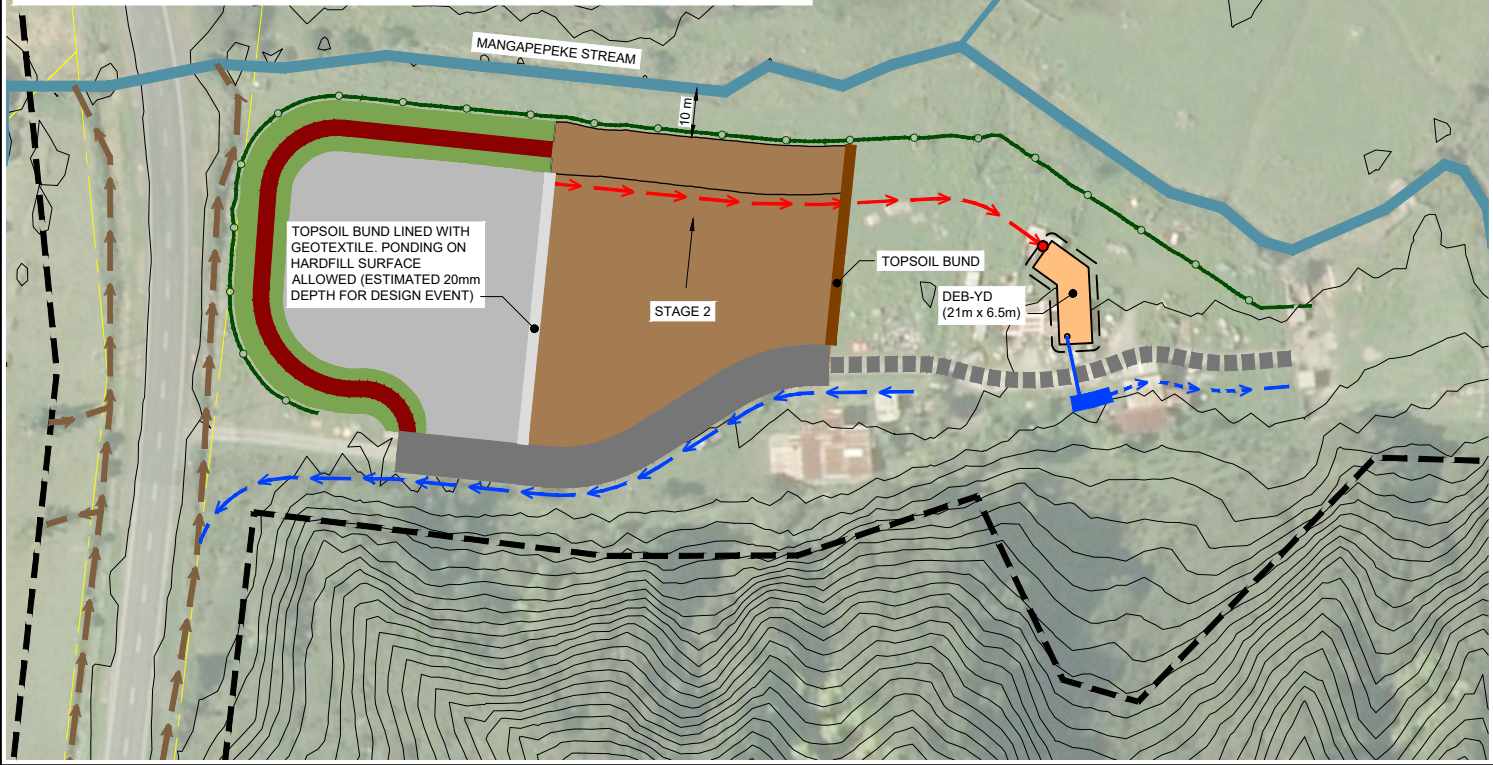 MANGAPEPEKE STREAM
10 m
TOPSOIL BUND LINED WITH
GEOTEXTILE. PONDING ON
HARDFILL SURFACE
ALLOWED (ESTIMATED 20mm
DEPTH FOR DESIGN EVENT)
TOPSOIL BUND
DEB-YD
(21m x 6.5m)
STAGE 2